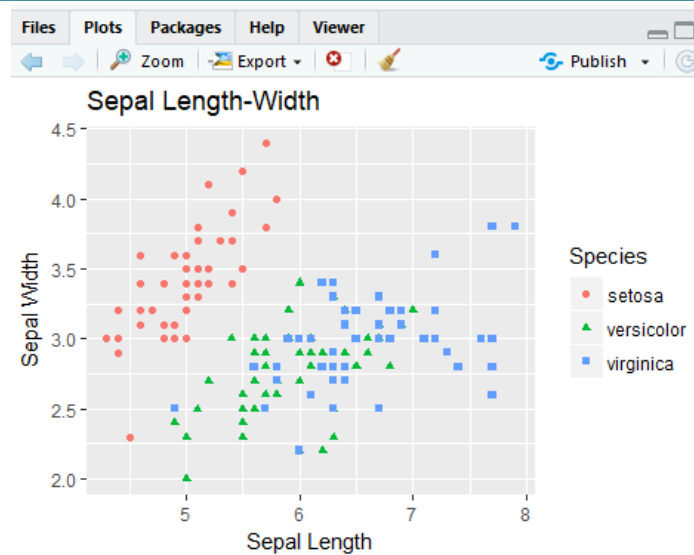 Files Plots Packages Help Viewer
Zoom Export Publish
Sepal Length-Width
4.5
4.0
3.5
3.0
2.5
2.0
Sepal Width
5 6 7 8
Sepal Length
Species
setosa
versicolor
virginica